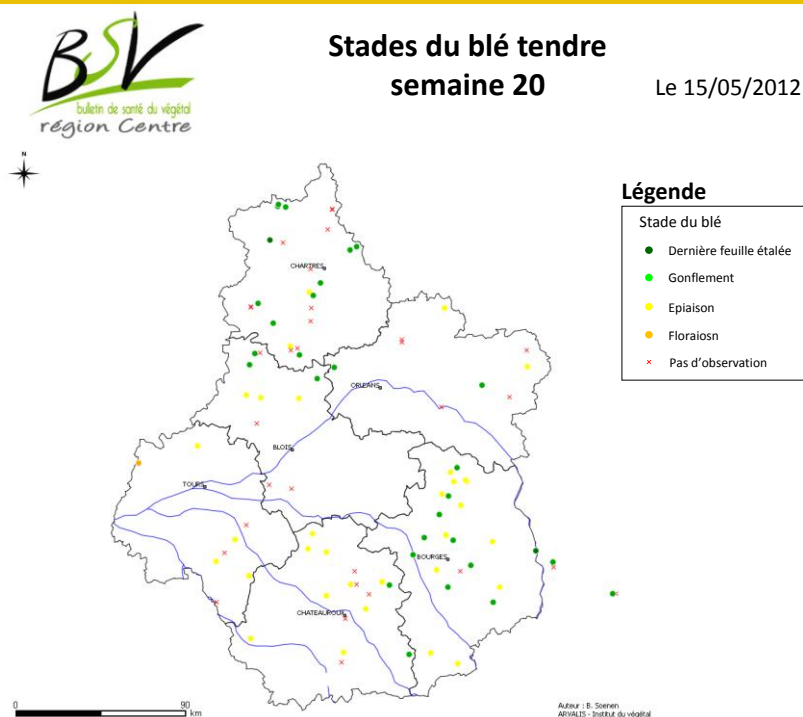 BSV
bulletin de santé du végétal
région Centre
Stades du blé tendre
semaine 20
Le 15/05/2012
N
Légende
Stade du blé
Dernière feuille étalée
Gonflement
Epiaison
Floraiosn
Pas d'observation
CHARTRES
ORLEANS
BLOIS
TOURS
BOURGES
CHATEAUROUX
0
90
km
Auteur : B. Soenen
ARVALIS - Institut du végétal